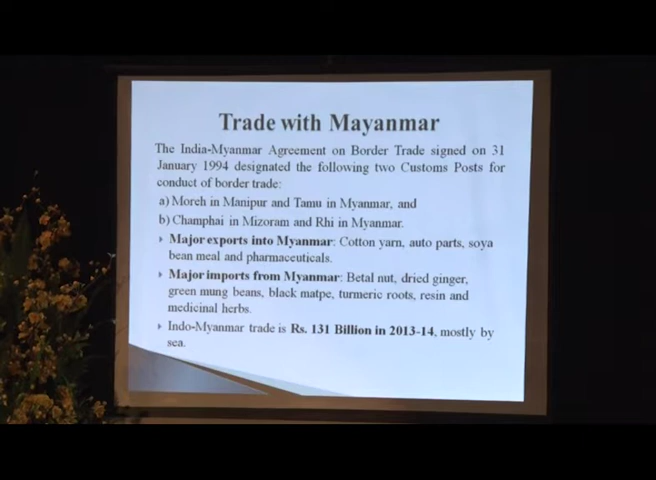 Trade with Mayanmar
The India-Myanmar Agreement on Border Trade signed on 31
January 1994 designated the following two Customs Posts for
conduct of border trade:
a) Moreh in Manipur and Tamu in Myanmar, and
b) Champhai in Mizoram and Rhi in Myanmar.
Major exports into Myanmar: Cotton yarn, auto parts, soya
bean meal and pharmaceuticals.
Major imports from Myanmar: Betal nut, dried ginger,
green mung beans, black matpe, turmeric roots, resin and
medicinal herbs.
Indo-Myanmar trade is Rs. 131 Billion in 2013-14, mostly by
sea.